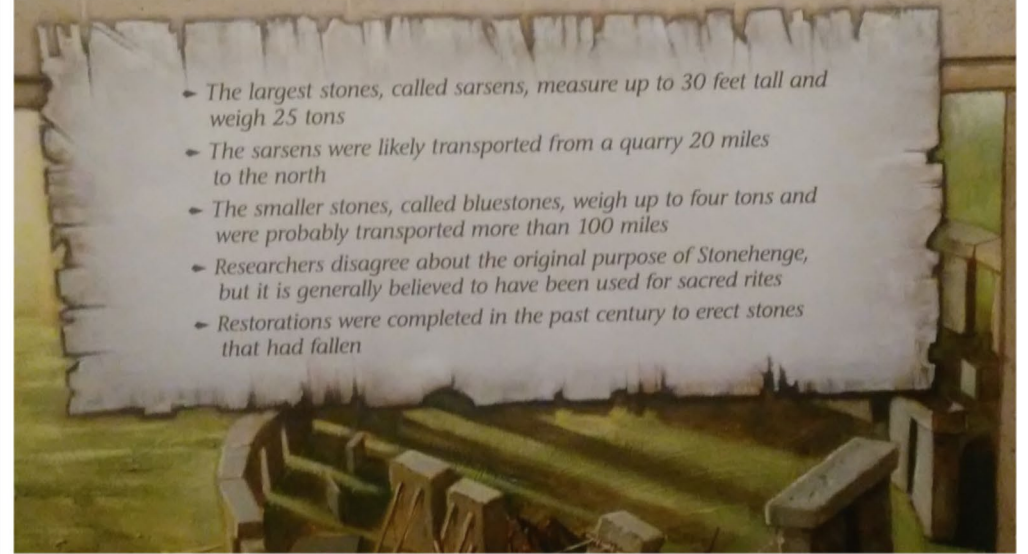 The largest stones, called sarsens, measure up to 30 feet tall and
weigh 25 tons
The sarsens were likely transported from a quarry 20 miles
to the north
The smaller stones, called bluestones, weigh up to four tons and
were probably transported more than 100 miles
Researchers disagree about the original purpose of Stonehenge,
but it is generally believed to have been used for sacred rites
Restorations were completed in the past century to erect stones
that had fallen